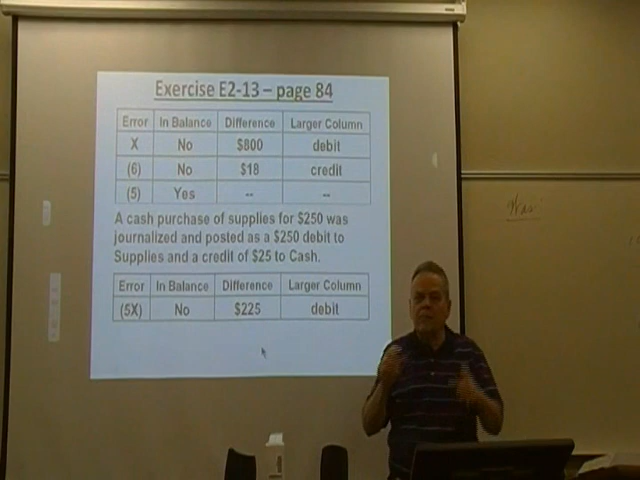 Exercise E2-13 – page 84
Error In Balance Difference Larger Column
X No $800 debit
(6) No $18 credit
(5) Yes -- --
A cash purchase of supplies for $250 was
journalized and posted as a $250 debit to
Supplies and a credit of $25 to Cash.
Error In Balance Difference Larger Column
(5X) No $225 debit